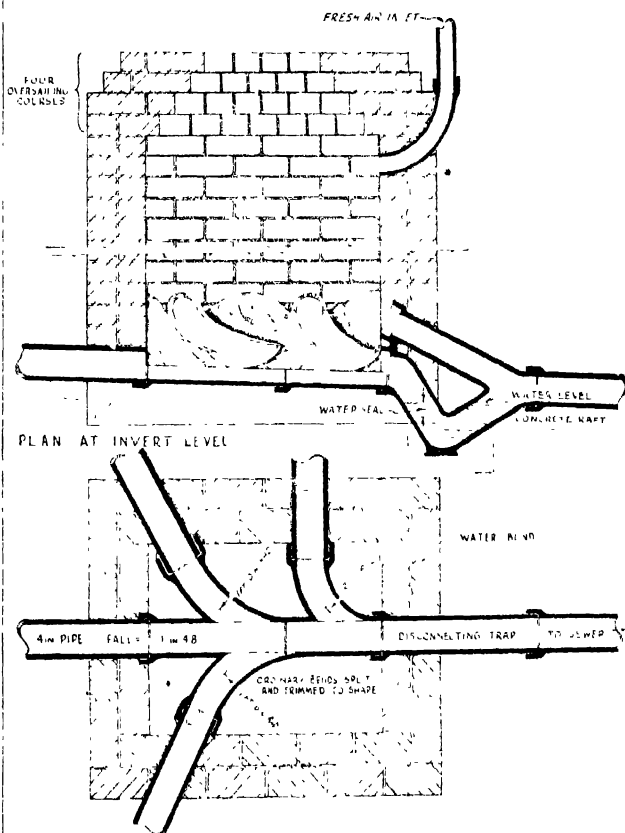 FRESH AIR INLET
FOUR
OVERSAILING
COURSES
WATER SEAL
WATER LEVEL
CONCRETE RAFT
PLAN AT INVERT LEVEL
WATER BEND
4IN PIPE FALL = 1 IN 48
DISCONNECTING TRAP
TO SEWER
ORDINARY BENDS SPLIT
AND TRIMMED TO SHAPE